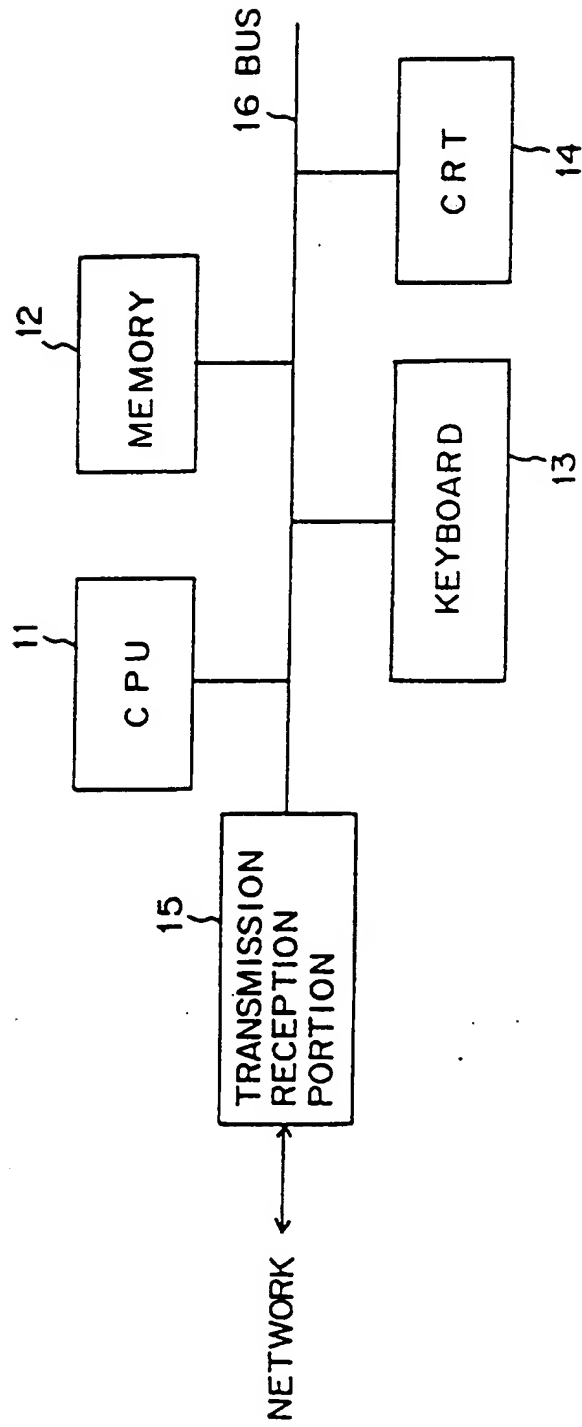 11
CPU
12
MEMORY
16 BUS
15
TRANSMISSION
RECEPTION
PORTION
NETWORK
KEYBOARD
13
CRT
14